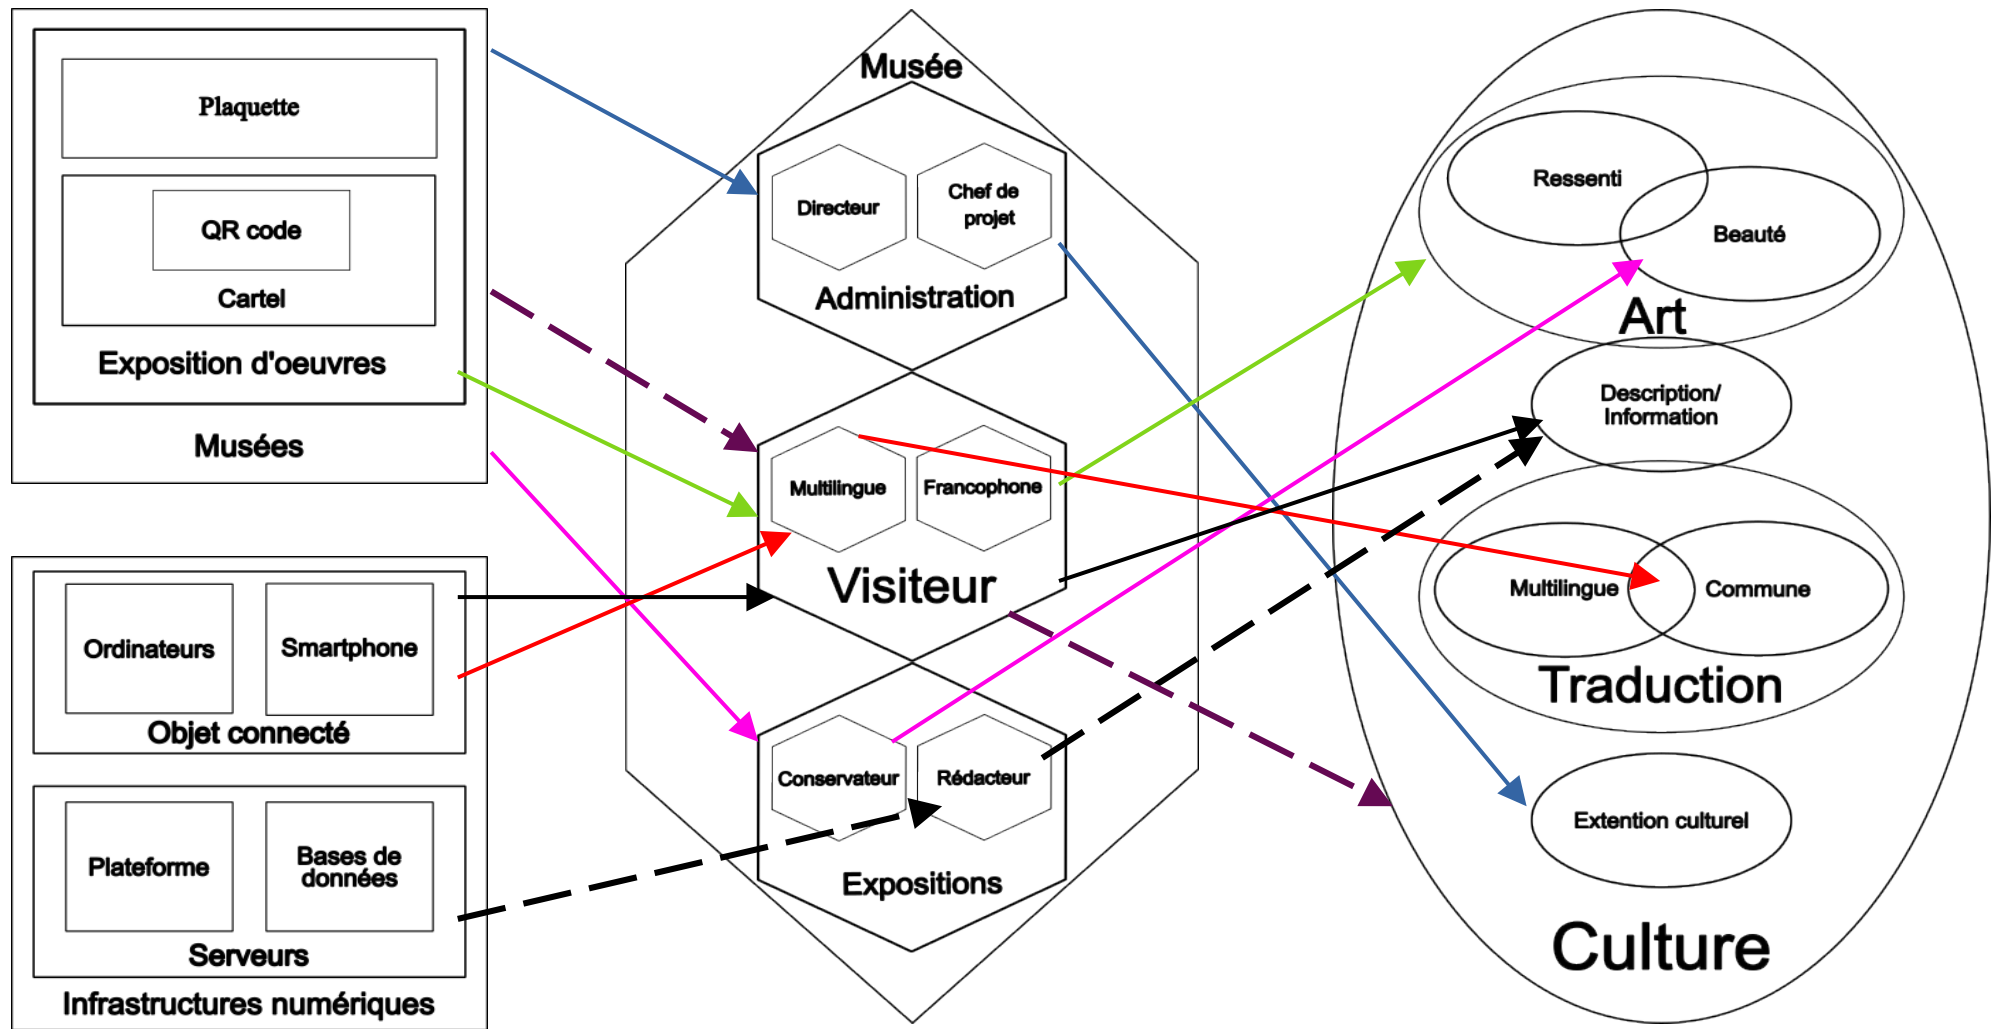 Plaquette
QR code
Cartel
Exposition d'oeuvres
Musées
Ordinateurs
Smartphone
Objet connecté
Plateforme
Bases de
données
Serveurs
Infrastructures numériques
Musée
Directeur
Chef de
projet
Administration
Multilingue
Francophone
Visiteur
Conservateur
Rédacteur
Expositions
Ressenti
Beauté
Art
Description/
Information
Multilingue
Commune
Traduction
Extention culturel
Culture